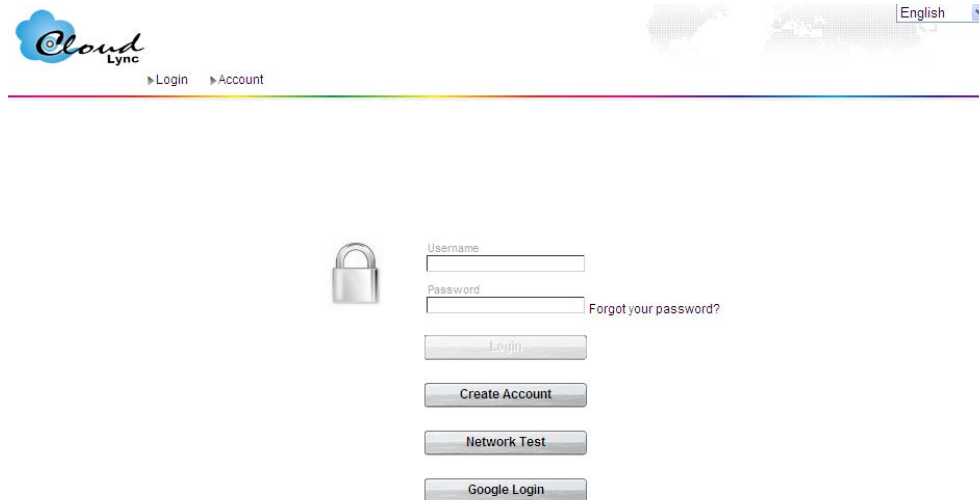 English
Cloud
Lync
Login Account
Username
Password
Forgot your password?
Login
Create Account
Network Test
Google Login